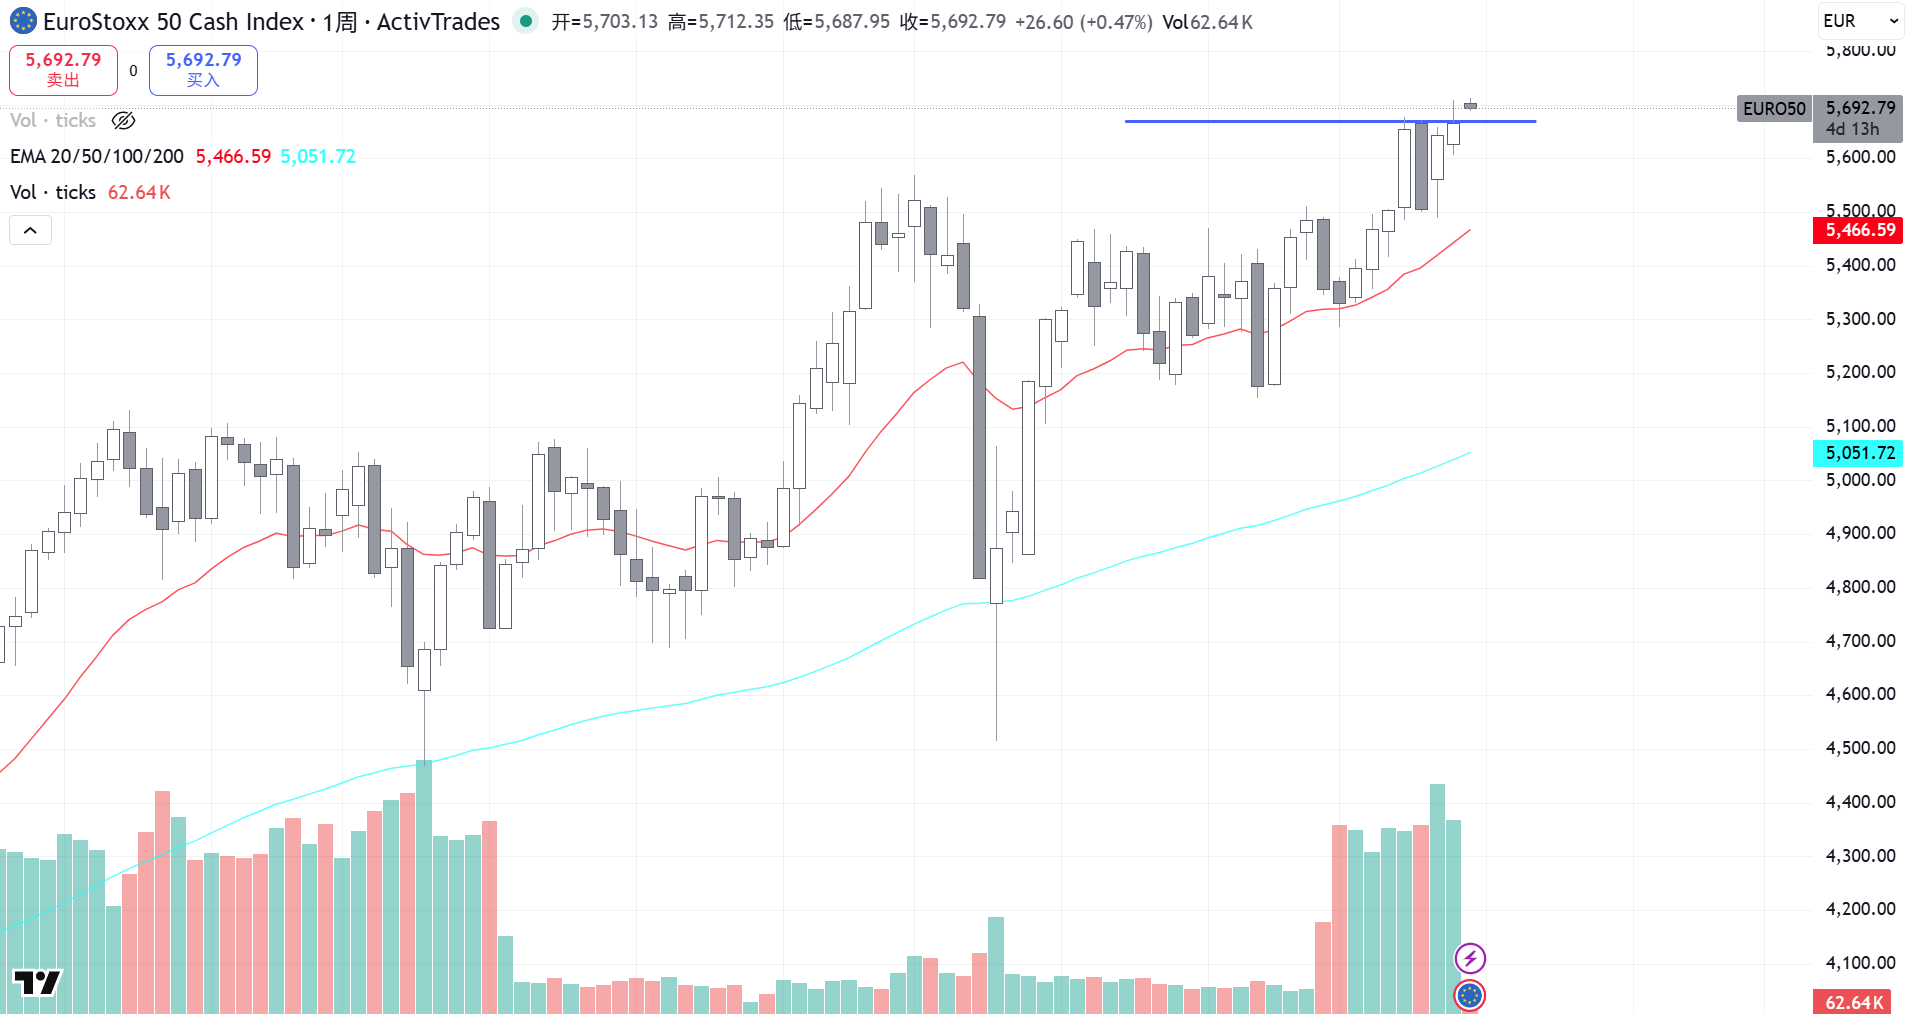 EuroStoxx 50 Cash Index · 1周 · ActivTrades 开=5,703.13 高=5,712.35 低=5,687.95 收=5,692.79 +26.60 (+0.47%) Vol62.64K
EUR
5,692.79
卖出
0
5,692.79
买入
Vol · ticks
EMA 20/50/100/200 5,466.59 5,051.72
Vol · ticks 62.64K
5,800.00
EURO50 5,692.79
4d 13h
5,600.00
5,500.00
5,466.59
5,400.00
5,300.00
5,200.00
5,100.00
5,051.72
5,000.00
4,900.00
4,800.00
4,700.00
4,600.00
4,500.00
4,400.00
4,300.00
4,200.00
4,100.00
62.64K